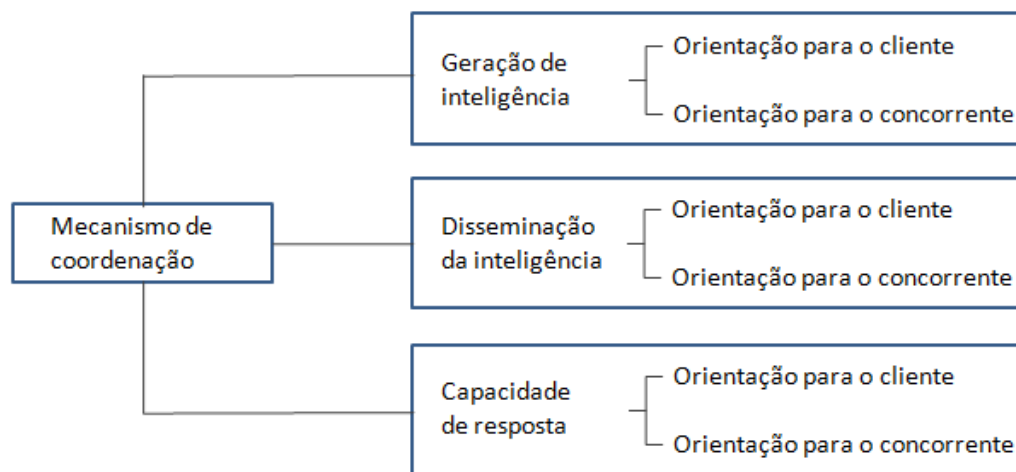 Geração de
inteligência
Orientação para o cliente
Orientação para o concorrente
Mecanismo de
coordenação
Disseminação
da inteligência
Orientação para o cliente
Orientação para o concorrente
Capacidade
de resposta
Orientação para o cliente
Orientação para o concorrente